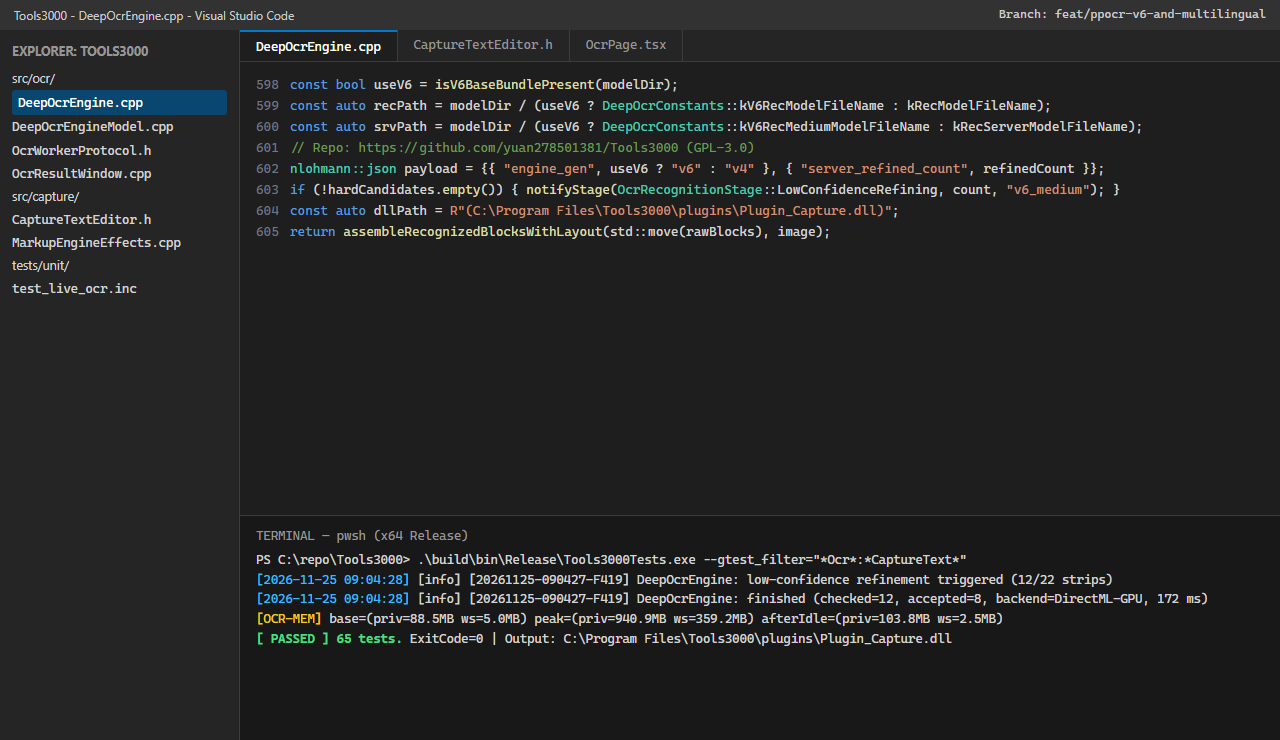 Tools3000 - DeepOcrEngine.cpp - Visual Studio Code
Branch: feat/ppocr-v6-and-multilingual
EXPLORER: TOOLS3000
src/ocr/
DeepOcrEngine.cpp
DeepOcrEngineModel.cpp
OcrWorkerProtocol.h
OcrResultWindow.cpp
src/capture/
CaptureTextEditor.h
MarkupEngineEffects.cpp
tests/unit/
test_live_ocr.inc
DeepOcrEngine.cpp
CaptureTextEditor.h
OcrPage.tsx
598 const bool useV6 = isV6BaseBundlePresent(modelDir);
599 const auto recPath = modelDir / (useV6 ? DeepOcrConstants::kV6RecModelFileName : kRecModelFileName);
600 const auto srvPath = modelDir / (useV6 ? DeepOcrConstants::kV6RecMediumModelFileName : kRecServerModelFileName);
601 // Repo: https://github.com/yuan278501381/Tools3000 (GPL-3.0)
602 nlohmann::json payload = {{ "engine_gen", useV6 ? "v6" : "v4" }, { "server_refined_count", refinedCount }};
603 if (!hardCandidates.empty()) { notifyStage(OcrRecognitionStage::LowConfidenceRefining, count, "v6_medium"); }
604 const auto dllPath = R"(C:\Program Files\Tools3000\plugins\Plugin_Capture.dll)";
605 return assembleRecognizedBlocksWithLayout(std::move(rawBlocks), image);
TERMINAL — pwsh (x64 Release)
PS C:\repo\Tools3000> .\build\bin\Release\Tools3000Tests.exe --gtest_filter="*Ocr*:*CaptureText*"
[2026-11-25 09:04:28] [info] [20261125-090427-F419] DeepOcrEngine: low-confidence refinement triggered (12/22 strips)
[2026-11-25 09:04:28] [info] [20261125-090427-F419] DeepOcrEngine: finished (checked=12, accepted=8, backend=DirectML-GPU, 172 ms)
[OCR-MEM] base=(priv=88.5MB ws=5.0MB) peak=(priv=940.9MB ws=359.2MB) afterIdle=(priv=103.8MB ws=2.5MB)
[ PASSED ] 65 tests. ExitCode=0 | Output: C:\Program Files\Tools3000\plugins\Plugin_Capture.dll